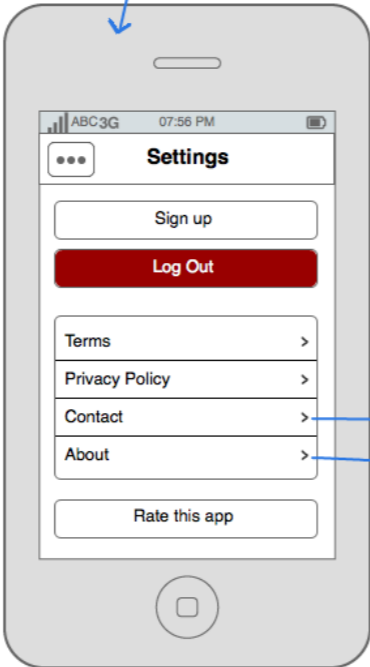 ABC3G 07:56 PM
Settings
Sign up
Log Out
Terms
Privacy Policy
Contact
About
Rate this app